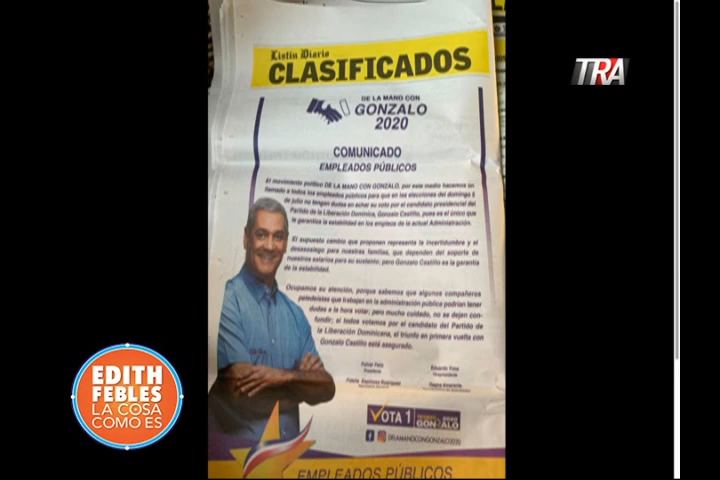 Listin Diario
CLASIFICADOS
TRA
DE LA MANO CON
GONZALO
2020
COMUNICADO
EMPLEADOS PÚBLICOS
El movimiento político DE LA MANO CON GONZALO, por este medio hacemos un
llamado a todos los empleados públicos para que en las elecciones del domingo 5
de julio no tengan dudas en echar su voto por el candidato presidencial del
Partido de la Liberación Dominica, Gonzalo Castillo, pues es el único que
le garantiza la estabilidad en los empleza de la actual Administración.
El supuesto cambio que proponen representa la incertidumbre y el
desasosiego para nuestras familias, que dependen del soporte de
nuestros salarios para su sustento; pero Gonzalo Castillo es la garantía
de la estabilidad.
Ocupamos su atención, porque sabemos que algunos compañeros
peledeístas que trabajan en la administración pública podrían tener
dudas a la hora votar; pero mucho cuidado, no se dejen con-
fundir; si todos votemos por el candidato del Partido de
la Liberación Dominicana, el triunfo en primera vuelta con
Gonzalo Castillo está asegurado.
Presidente
VOTA 1
GONZALO
DELAMANOCONGONZALO2020
EMPLEADOS PÚBLICOS
EDITH
FEBLES
LA COSA
COMO ES